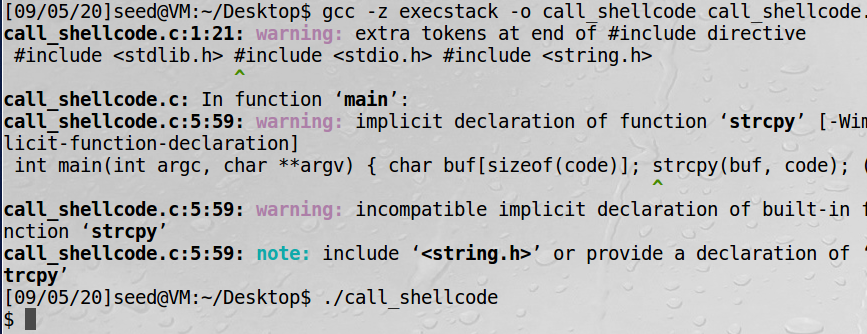 [09/05/20]seed@VM:~/Desktop$ gcc -z execstack -o call_shellcode call_shellcode.
call_shellcode.c:1:21: warning: extra tokens at end of #include directive
 #include <stdlib.h> #include <stdio.h> #include <string.h>
^
call_shellcode.c: In function ‘main’:
call_shellcode.c:5:59: warning: implicit declaration of function ‘strcpy’ [-Wim
licit-function-declaration]
 int main(int argc, char **argv) { char buf[sizeof(code)]; strcpy(buf, code); (
^
call_shellcode.c:5:59: warning: incompatible implicit declaration of built-in f
nction ‘strcpy’
call_shellcode.c:5:59: note: include ‘<string.h>’ or provide a declaration of ‘
trcpy’
[09/05/20]seed@VM:~/Desktop$ ./call_shellcode
$